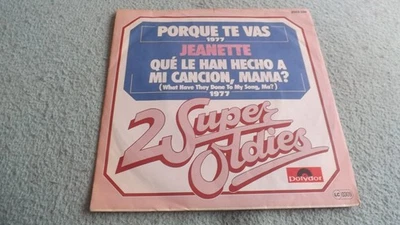 PORQUE TE VAS
1977
JEANETTE
QUÉ LE HAN HECHO A
MI CANCION, MAMA?
(What Have They Done To My Song, Ma?)
1977
2 Super
Oldies
Polydor